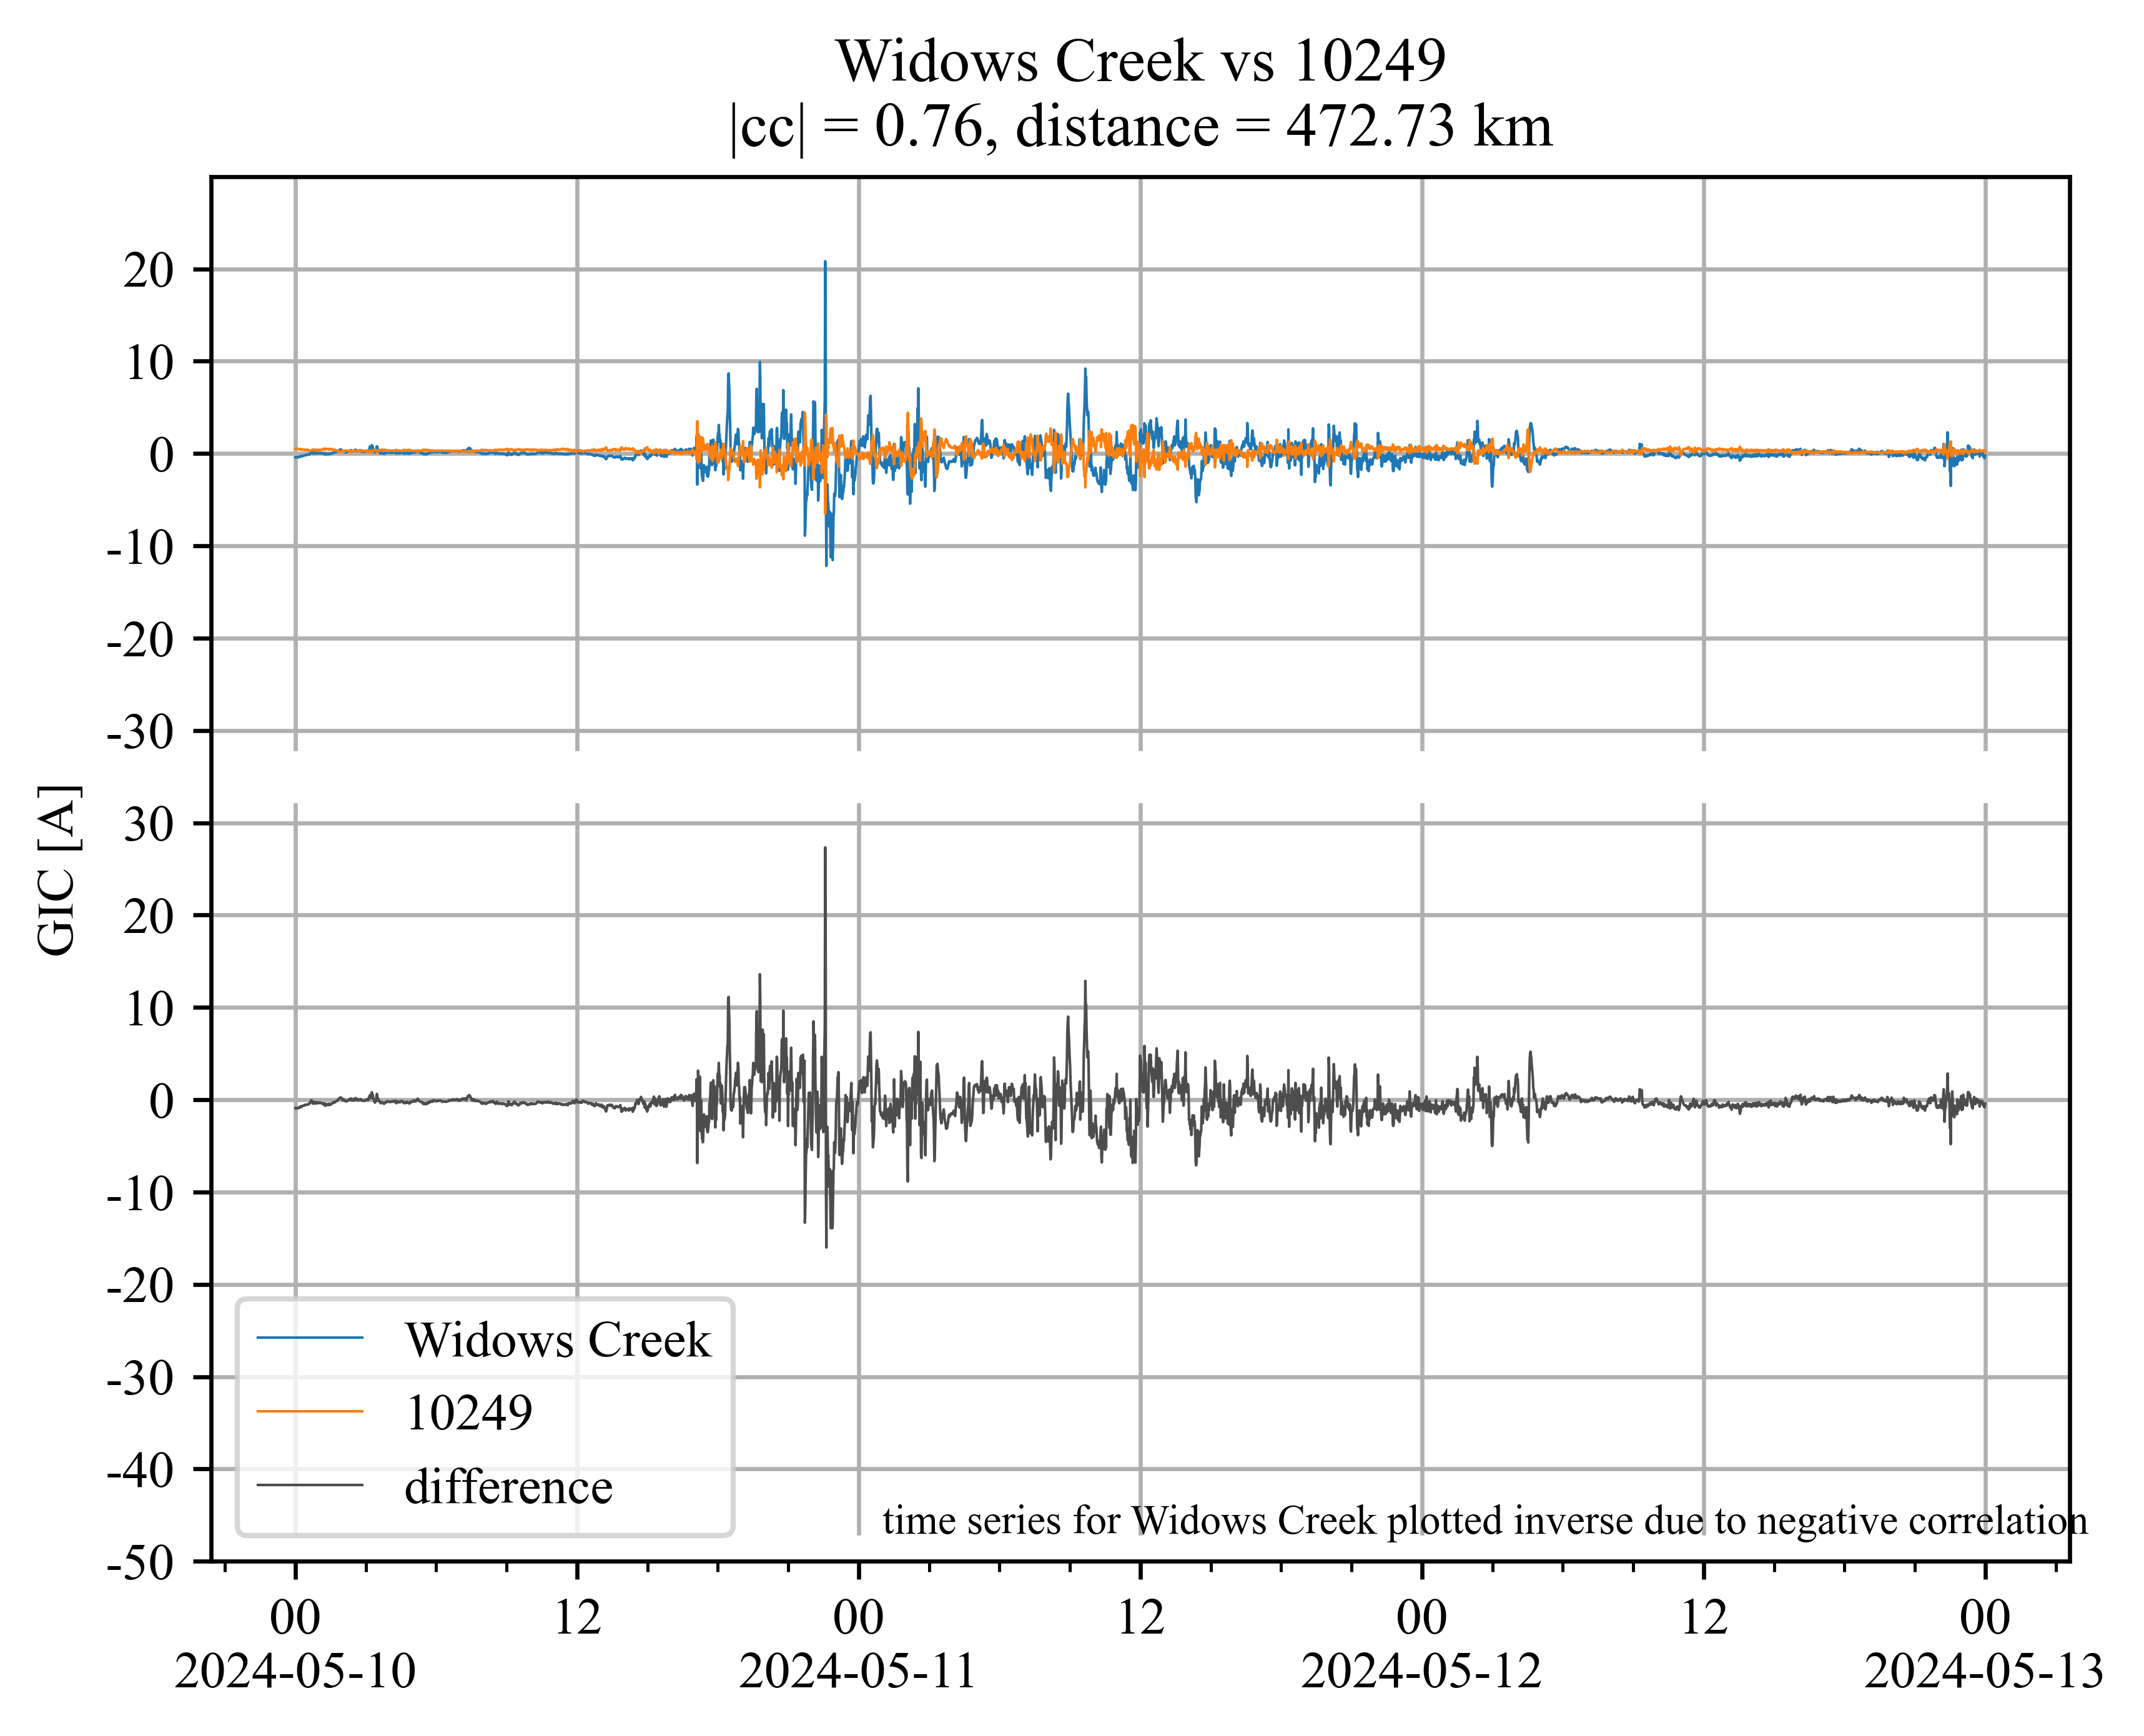 Widows Creek vs 10249
|cc| = 0.76, distance = 472.73 km
20
10
0
-10
-20
-30
30
20
10
0
-10
-20
-30
-40
-50
GIC [A]
Widows Creek
10249
difference
time series for Widows Creek plotted inverse due to negative correlation
00 12 00 12 00 12 00
2024-05-10 2024-05-11 2024-05-12 2024-05-13